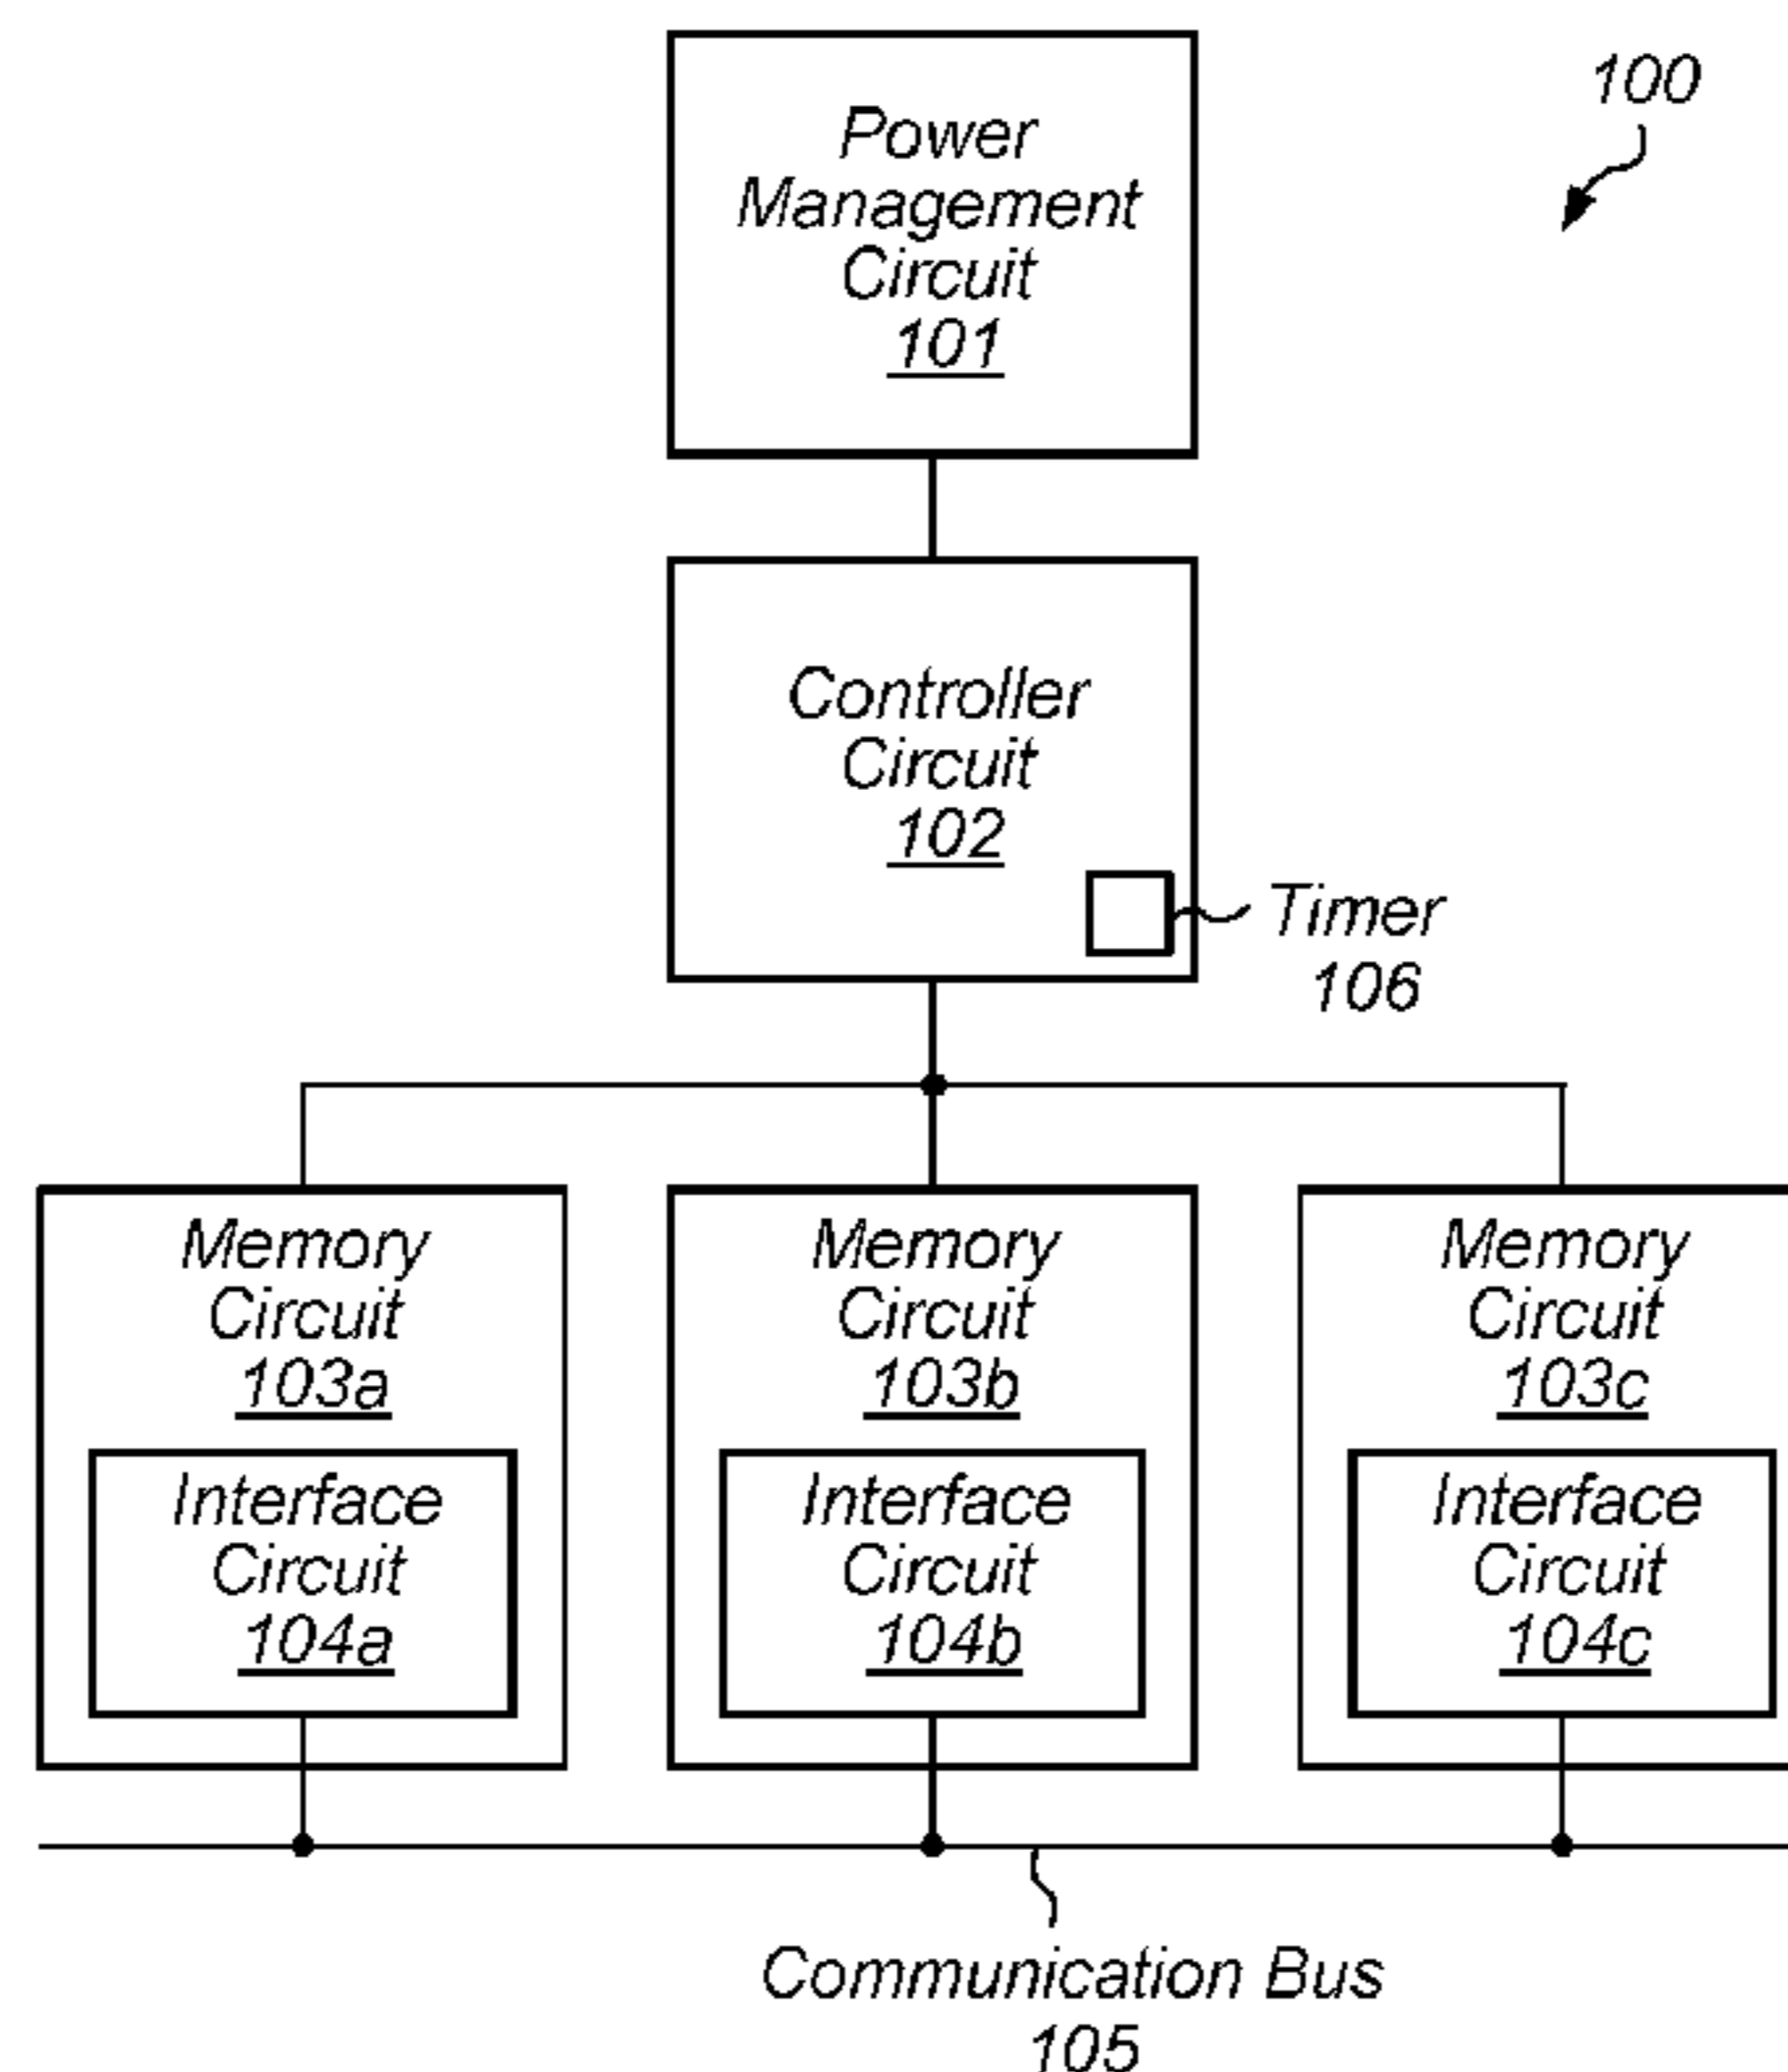 100
Power
Management
Circuit
101
Controller
Circuit
102
Timer
106
Memory
Circuit
103a
Interface
Circuit
104a
Memory
Circuit
103b
Interface
Circuit
104b
Memory
Circuit
103c
Interface
Circuit
104c
Communication Bus
105